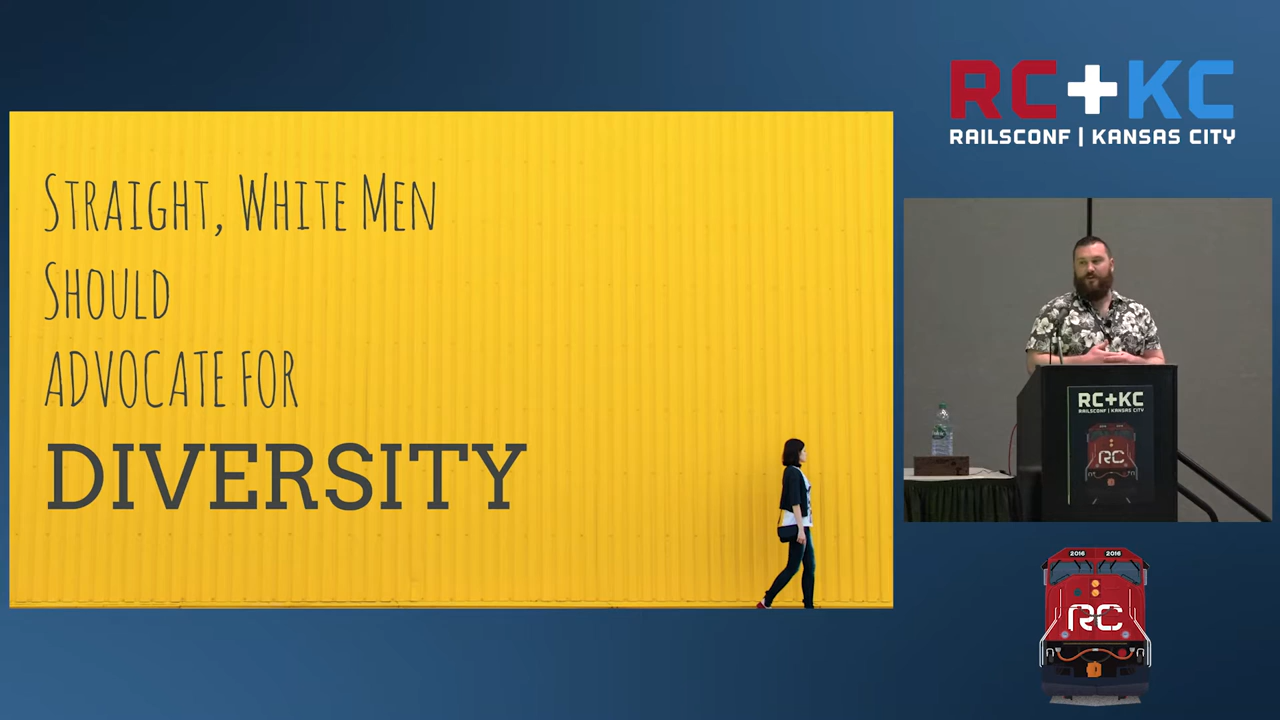 STRAIGHT, WHITE MEN
SHOULD
ADVOCATE FOR
DIVERSITY
RC+KC
RAILSCONF | KANSAS CITY
RC+KC
RAILSCONF | KANSAS CITY
RC
2016 2016
RC